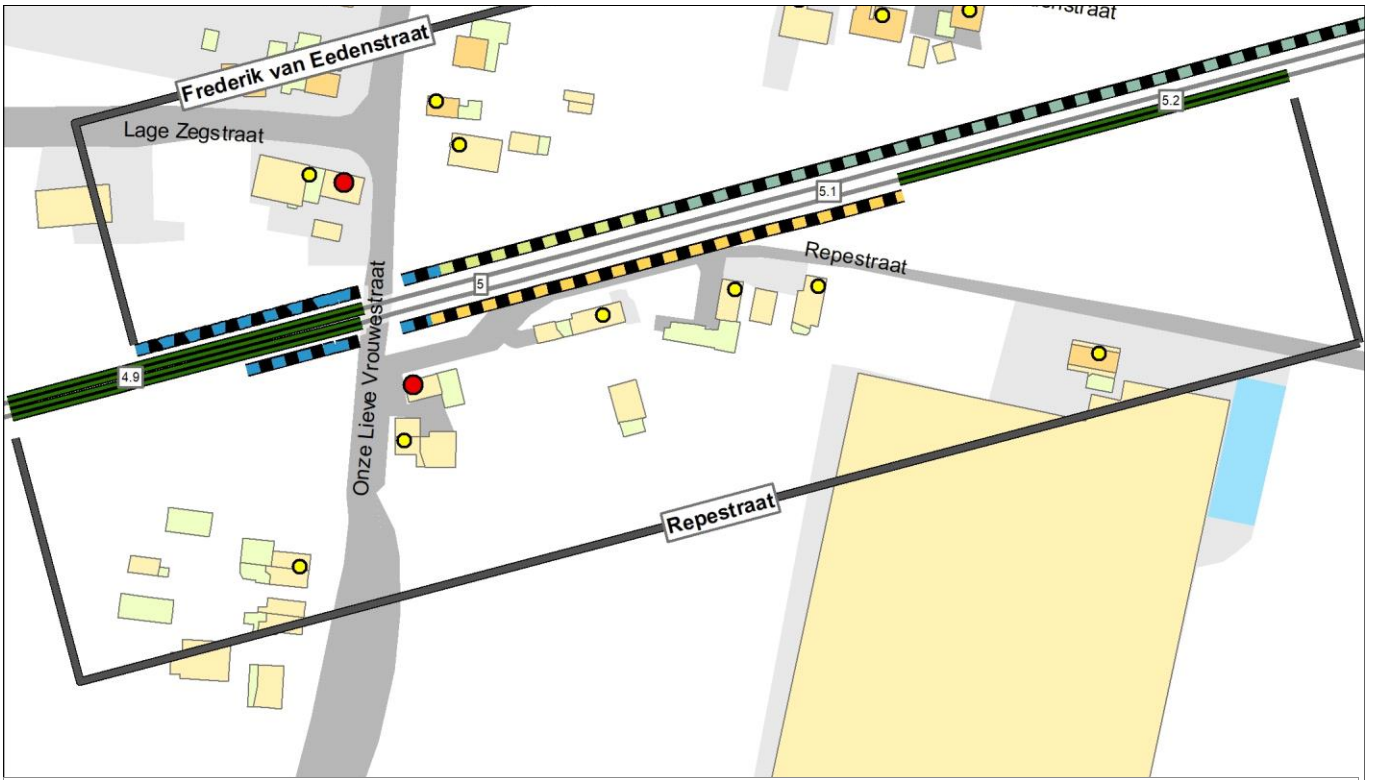 Frederik van Eedenstraat
Lage Zegstraat
5.2
5.1
Repestraat
5
4.9
Onze Lieve Vrouwestraat
Repestraat